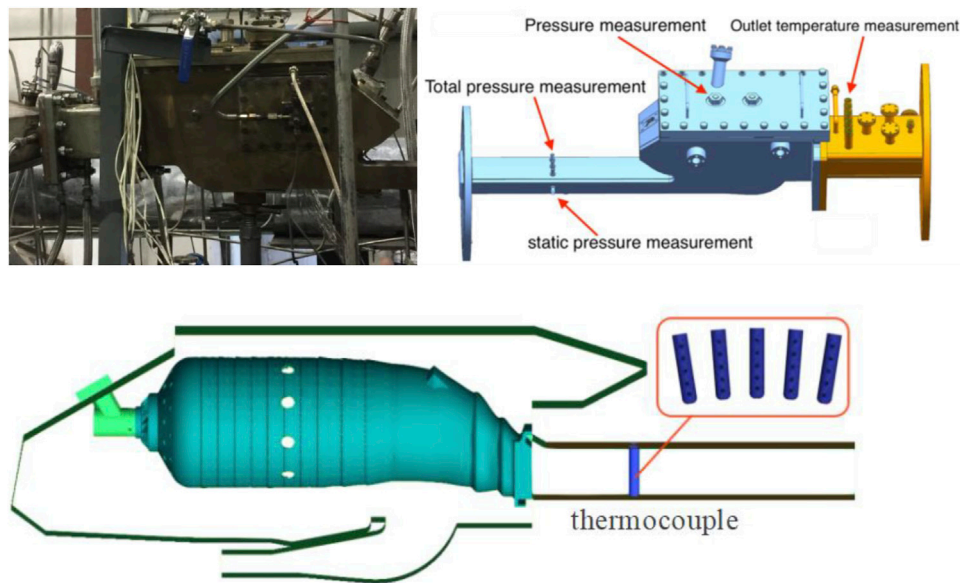 Pressure measurement
Outlet temperature measurement
Total pressure measurement
static pressure measurement
thermocouple